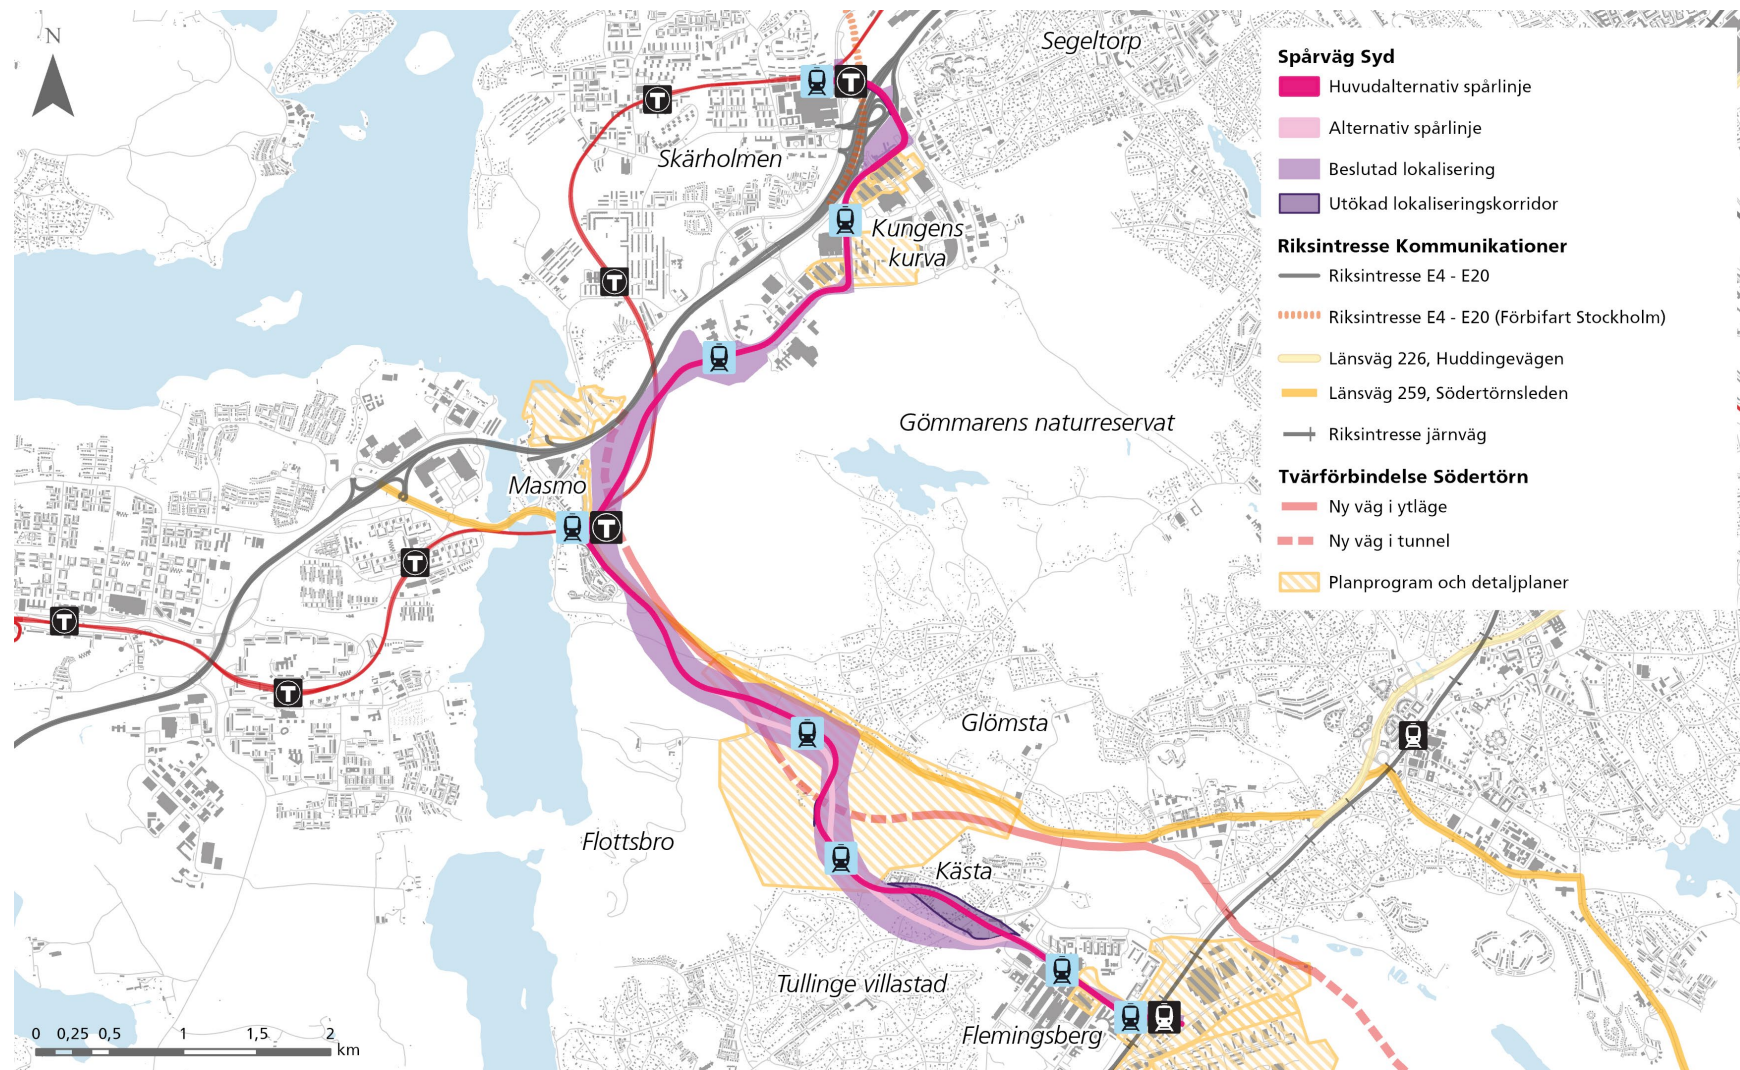 N
Segeltorp
T
T
Skärholmen
Kungens
kurva
T
Gömmarens naturreservat
Masmo
T
T
T
T
Glömsta
Flottsbro
Kästa
Tullinge villastad
Flemingsberg
0 0,25 0,5 1 1,5 2
km
Spårväg Syd
Huvudalternativ spårlinje
Alternativ spårlinje
Beslutad lokalisering
Utökad lokaliseringskorridor
Riksintresse Kommunikationer
Riksintresse E4 - E20
Riksintresse E4 - E20 (Förbifart Stockholm)
Länsväg 226, Huddingevägen
Länsväg 259, Södertörnsleden
Riksintresse järnväg
Tvärförbindelse Södertörn
Ny väg i ytläge
Ny väg i tunnel
Planprogram och detaljplaner